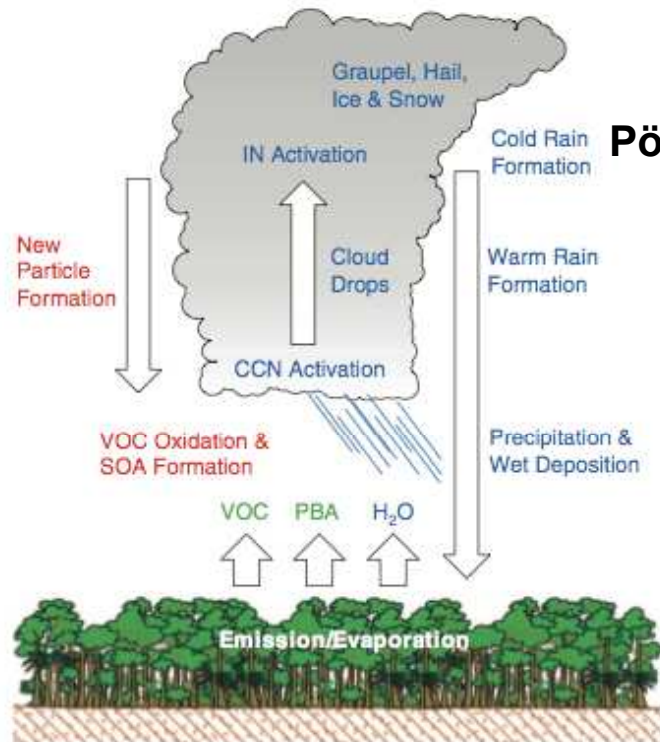 Graupel, Hail,
Ice & Snow
IN Activation
Cold Rain
Formation
Pö
New
Particle
Formation
Cloud
Drops
Warm Rain
Formation
CCN Activation
VOC Oxidation &
SOA Formation
Precipitation &
Wet Deposition
VOC PBA H₂O
Emission/Evaporation